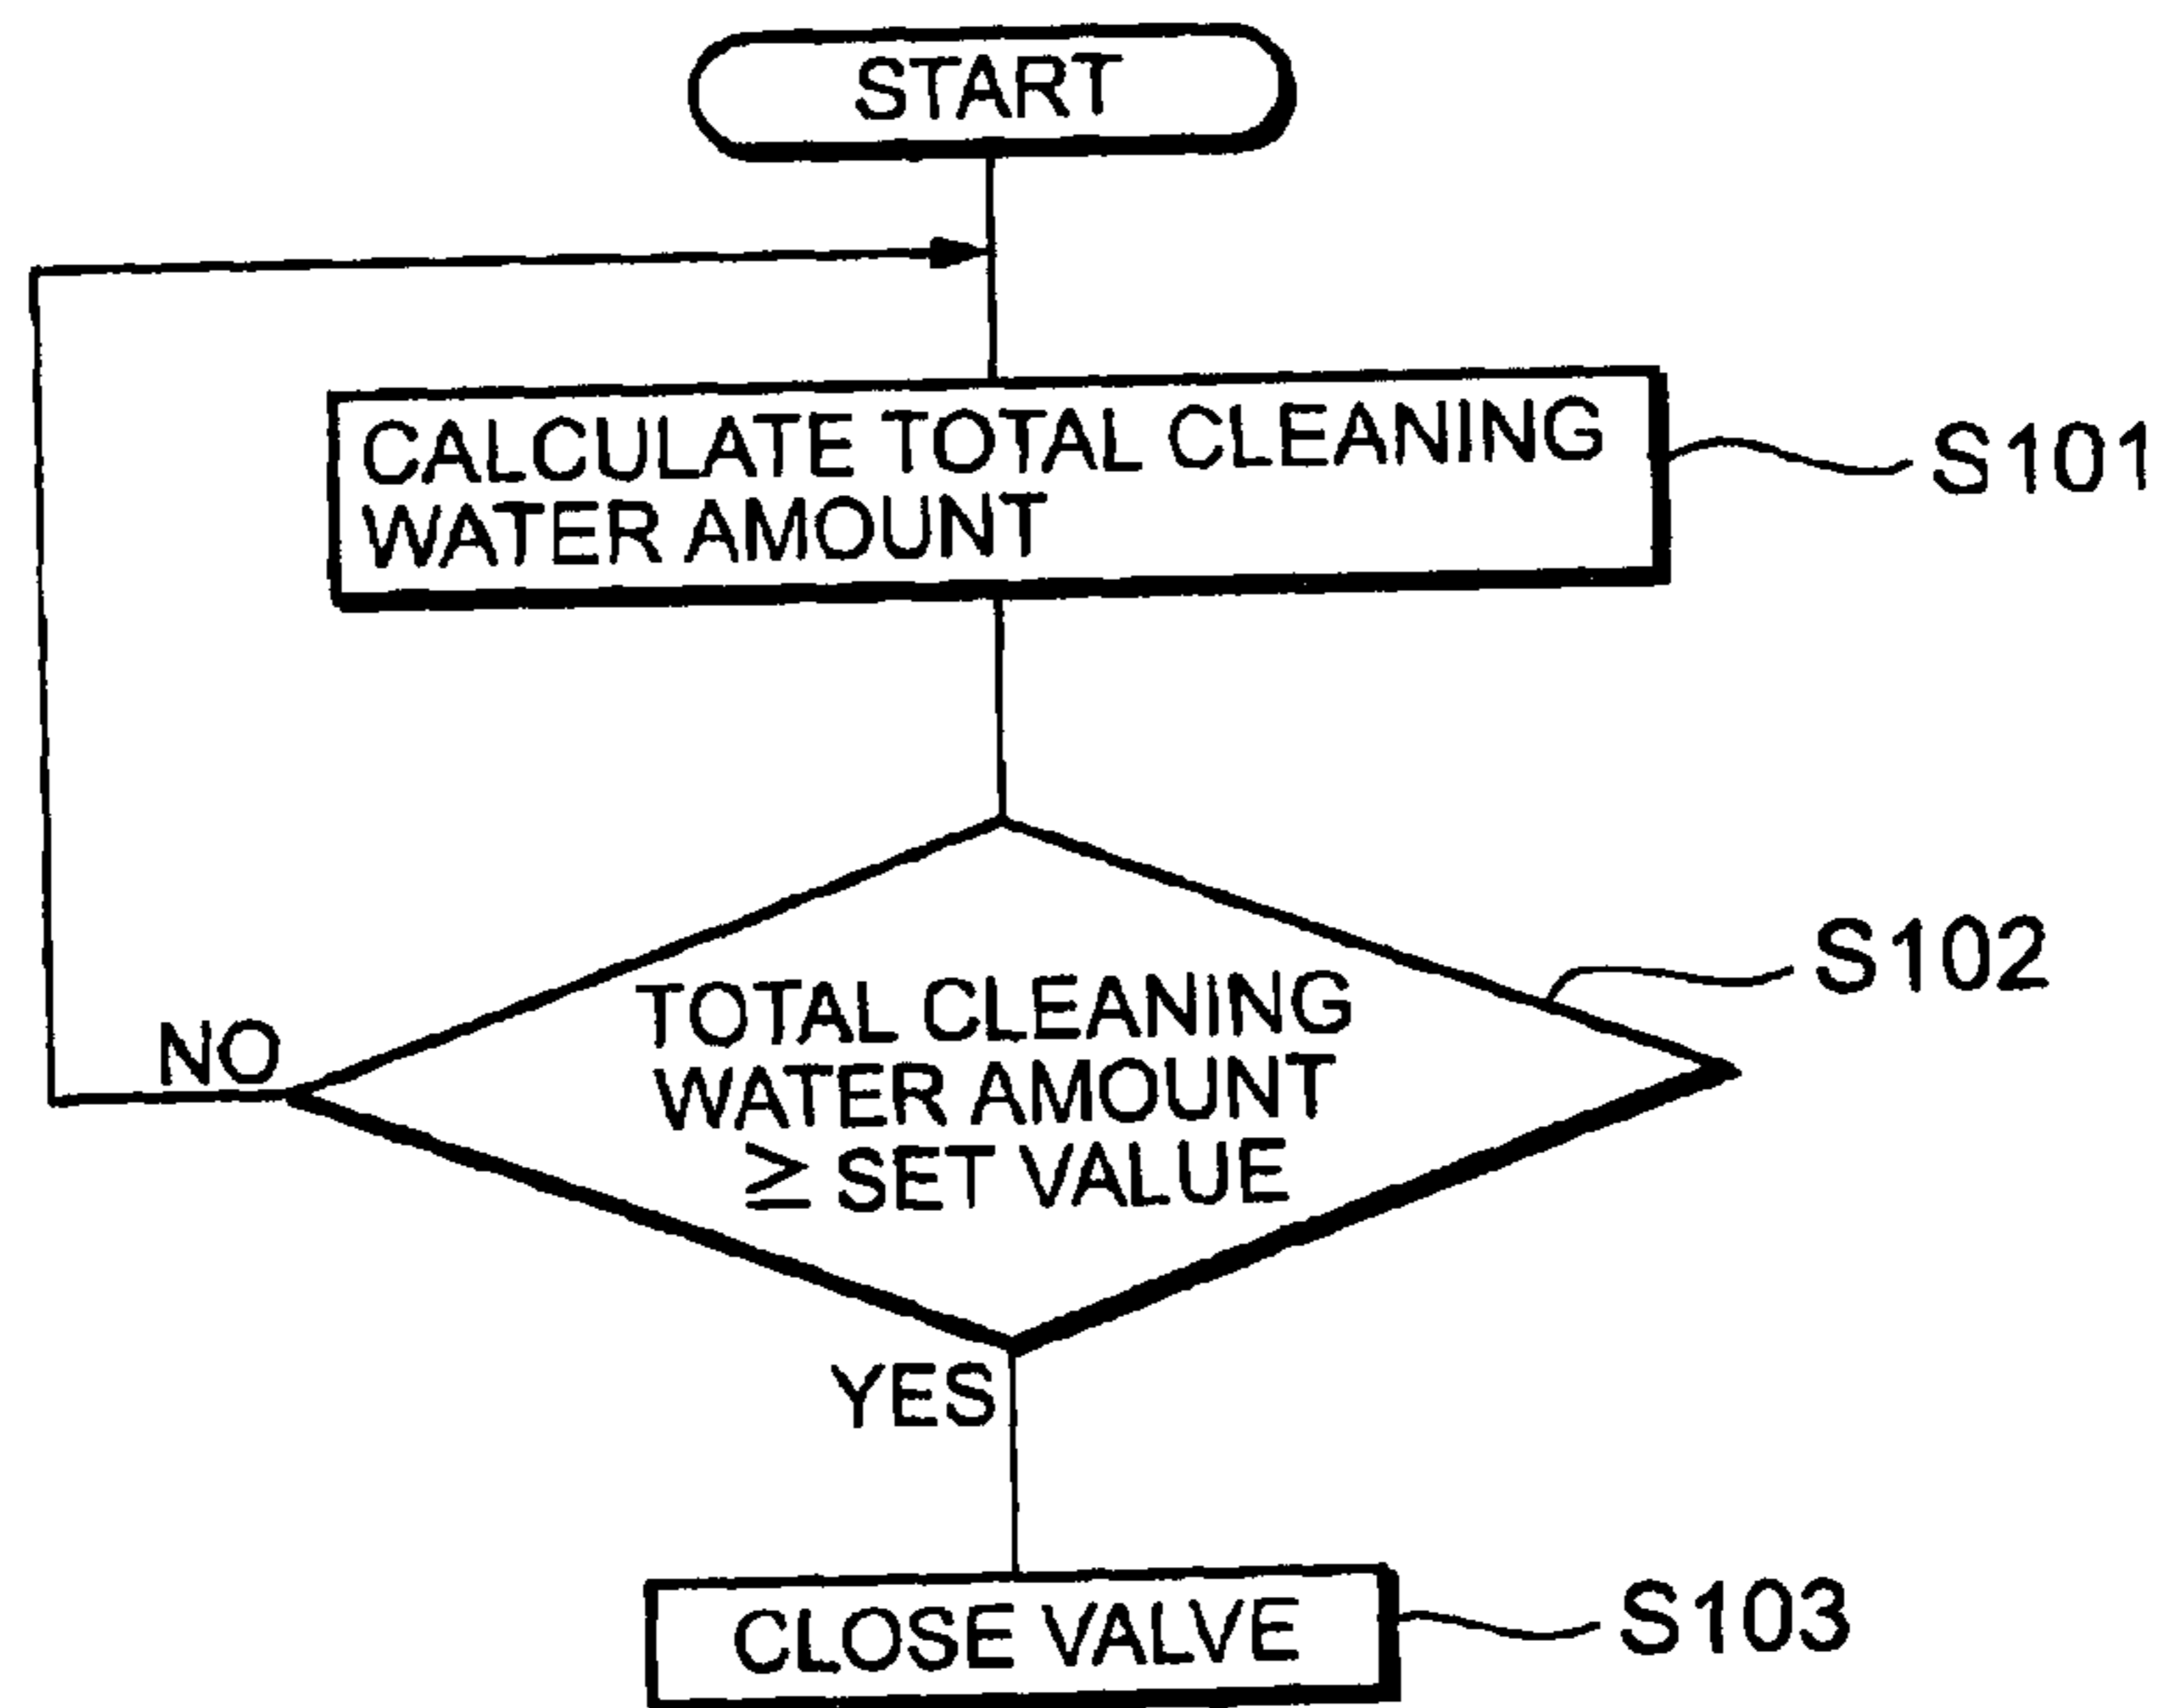 START
CALCULATE TOTAL CLEANING
WATER AMOUNT
S101
TOTAL CLEANING
WATER AMOUNT
≥ SET VALUE
S102
NO
YES
CLOSE VALVE
S103